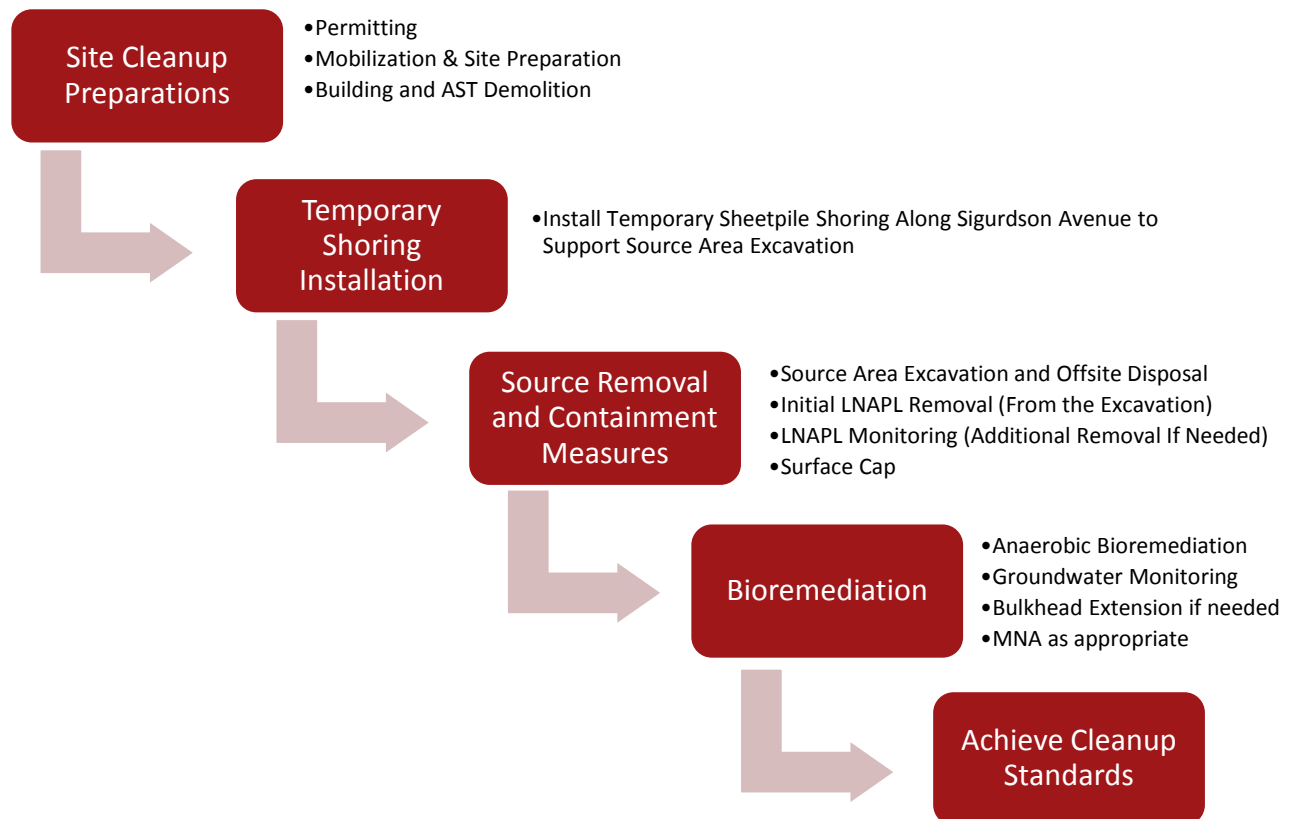 Site Cleanup
Preparations
•Permitting
•Mobilization & Site Preparation
•Building and AST Demolition
Temporary
Shoring
Installation
•Install Temporary Sheetpile Shoring Along Sigurdson Avenue to
Support Source Area Excavation
Source Removal
and Containment
Measures
•Source Area Excavation and Offsite Disposal
•Initial LNAPL Removal (From the Excavation)
•LNAPL Monitoring (Additional Removal If Needed)
•Surface Cap
Bioremediation
•Anaerobic Bioremediation
•Groundwater Monitoring
•Bulkhead Extension if needed
•MNA as appropriate
Achieve Cleanup
Standards